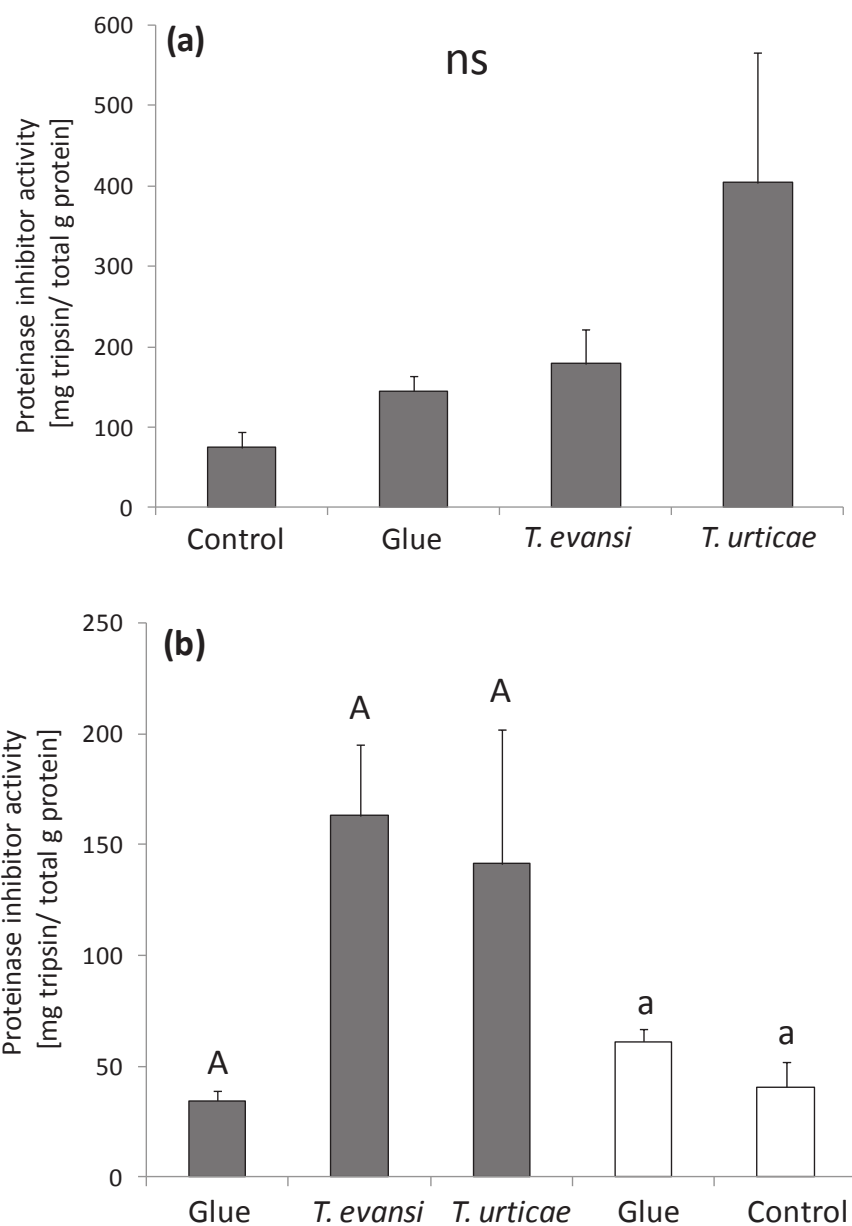 (a)
ns
Proteinase inhibitor activity
[mg tripsin/ total g protein]
600
500
400
300
200
100
0
Control Glue T. evansi T. urticae
(b)
Proteinase inhibitor activity
[mg tripsin/ total g protein]
250
200
150
100
50
0
A A A a a
Glue T. evansi T. urticae Glue Control